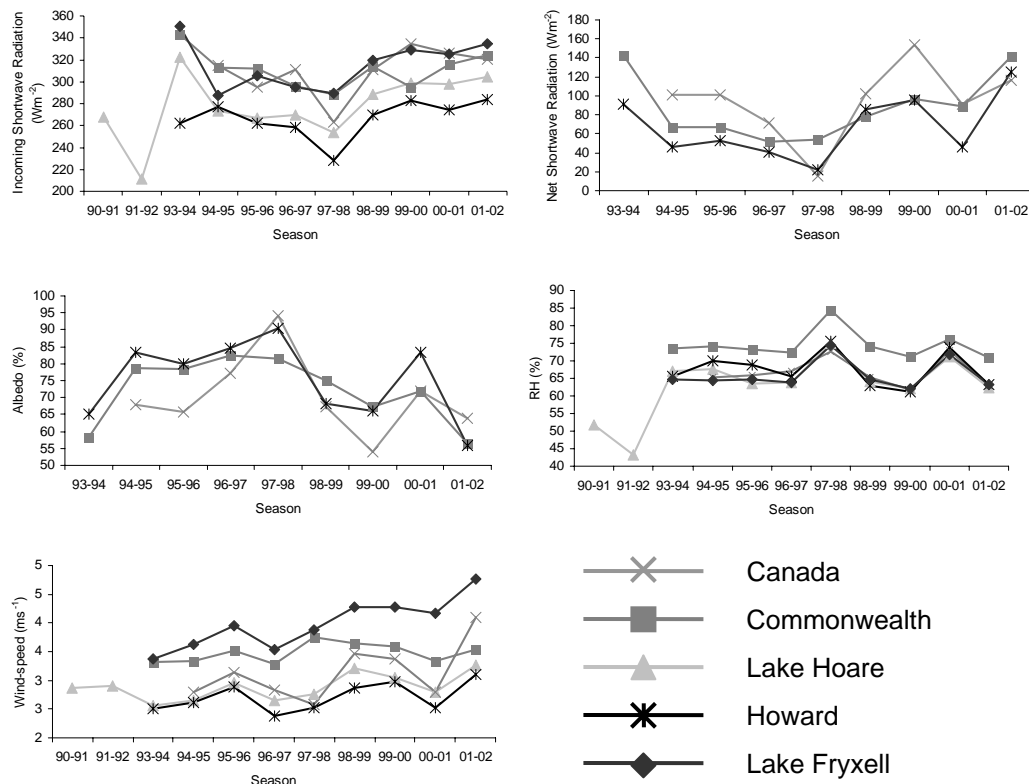 Incoming Shortwave Radiation
(Wm-2)
360
340
320
300
280
260
240
220
200
90-91 91-92 93-94 94-95 95-96 96-97 97-98 98-99 99-00 00-01 01-02
Season
Net Shortwave Radiation (Wm-2)
180
160
140
120
100
80
60
40
20
0
93-94 94-95 95-96 96-97 97-98 98-99 99-00 00-01 01-02
Season
Albedo (%)
100
95
90
85
80
75
70
65
60
55
50
93-94 94-95 95-96 96-97 97-98 98-99 99-00 00-01 01-02
Season
RH (%)
90
85
80
75
70
65
60
55
50
45
40
90-91 91-92 93-94 94-95 95-96 96-97 97-98 98-99 99-00 00-01 01-02
Season
Wind-speed (ms-1)
5
5
4
4
3
3
2
90-91 91-92 93-94 94-95 95-96 96-97 97-98 98-99 99-00 00-01 01-02
Season
Canada
Commonwealth
Lake Hoare
Howard
Lake Fryxell